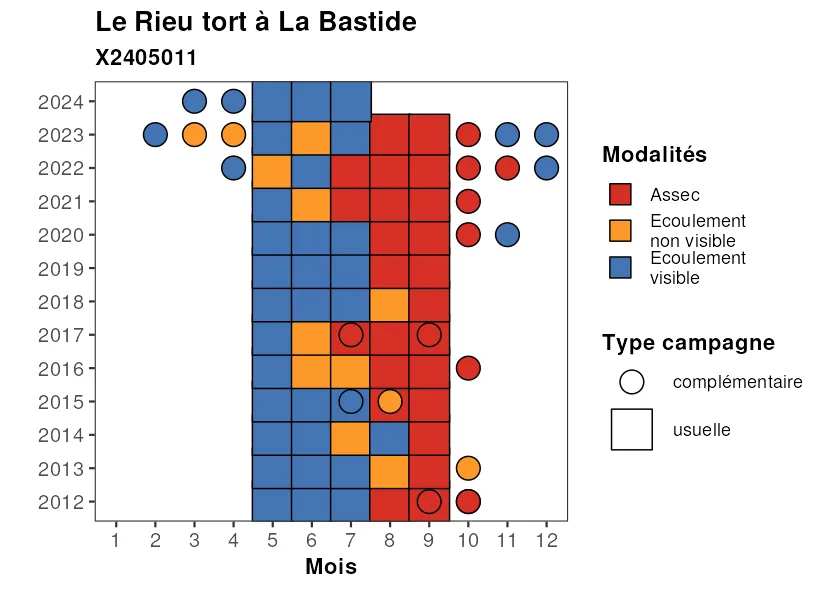 Le Rieu tort à La Bastide
X2405011
2024
2023
2022
2021
2020
2019
2018
2017
2016
2015
2014
2013
2012
1 2 3 4 5 6 7 8 9 10 11 12
Mois
Modalités
Assec
Ecoulement
non visible
Ecoulement
visible
Type campagne
complémentaire
usuelle